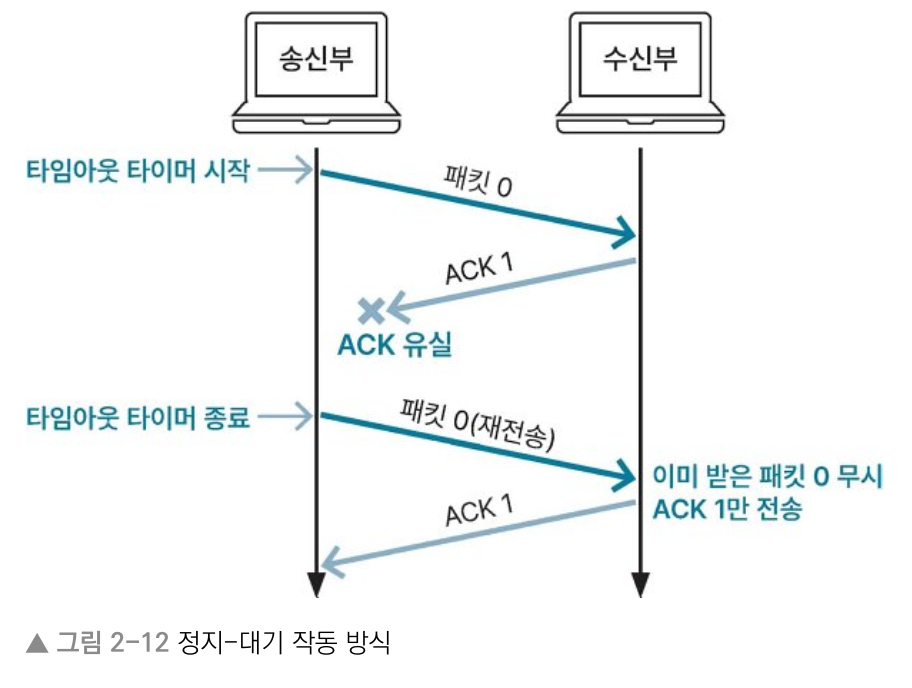 송신부
수신부
타임아웃 타이머 시작
패킷 0
ACK 1
ACK 유실
타임아웃 타이머 종료
패킷 0(재전송)
이미 받은 패킷 0 무시
ACK 1만 전송
ACK 1
▲ 그림 2-12 정지-대기 작동 방식